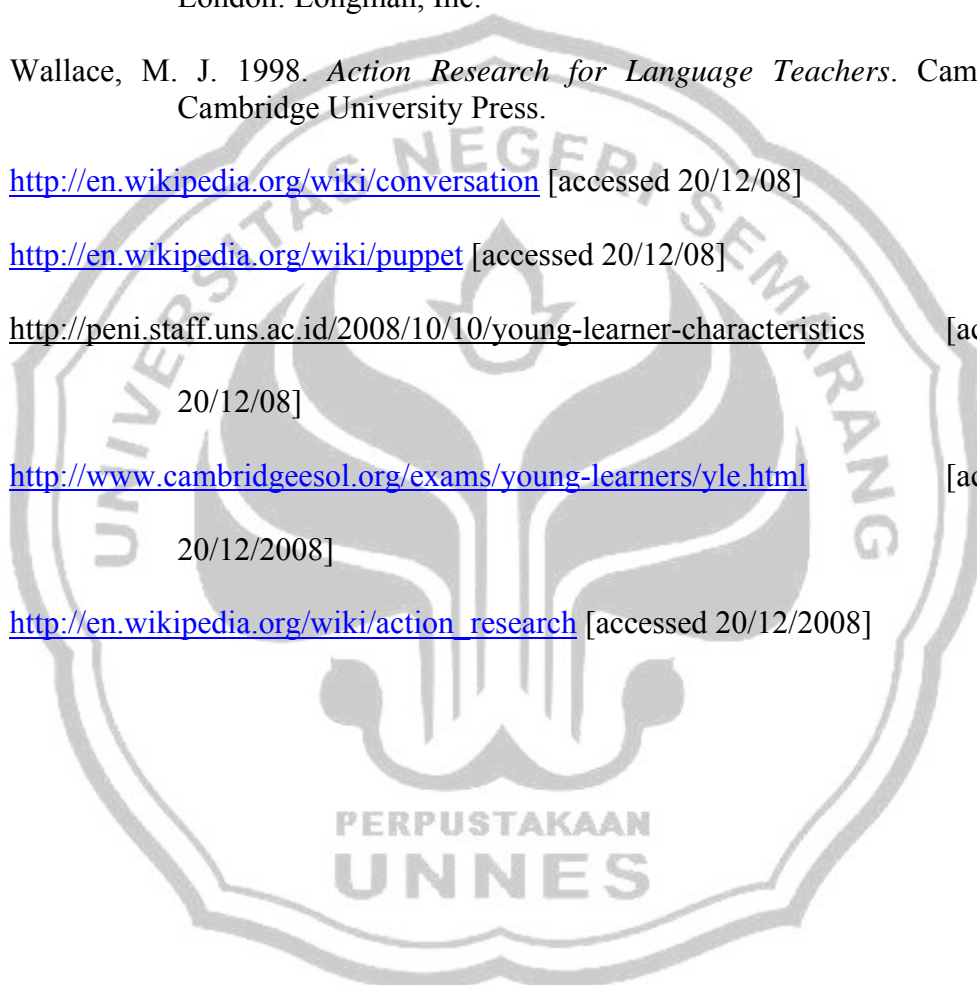 London: Longman, Inc.
Wallace, M. J. 1998. Action Research for Language Teachers. Cam
Cambridge University Press.
http://en.wikipedia.org/wiki/conversation [accessed 20/12/08]
http://en.wikipedia.org/wiki/puppet [accessed 20/12/08]
http://peni.staff.uns.ac.id/2008/10/10/young-learner-characteristics [ac
20/12/08]
http://www.cambridgeesol.org/exams/young-learners/yle.html [ac
20/12/2008]
http://en.wikipedia.org/wiki/action_research [accessed 20/12/2008]
UNIVERSITAS NEGERI SEMARANG
PERPUSTAKAAN
UNNES